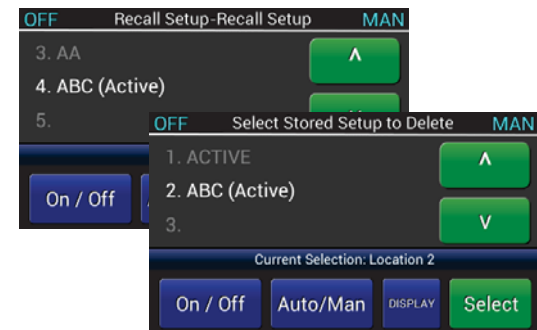 OFF Recall Setup-Recall Setup MAN
3. AA
4. ABC (Active)
5.
On / Off
OFF Select Stored Setup to Delete MAN
1. ACTIVE
2. ABC (Active)
3.
Current Selection: Location 2
On / Off Auto/Man DISPLAY Select